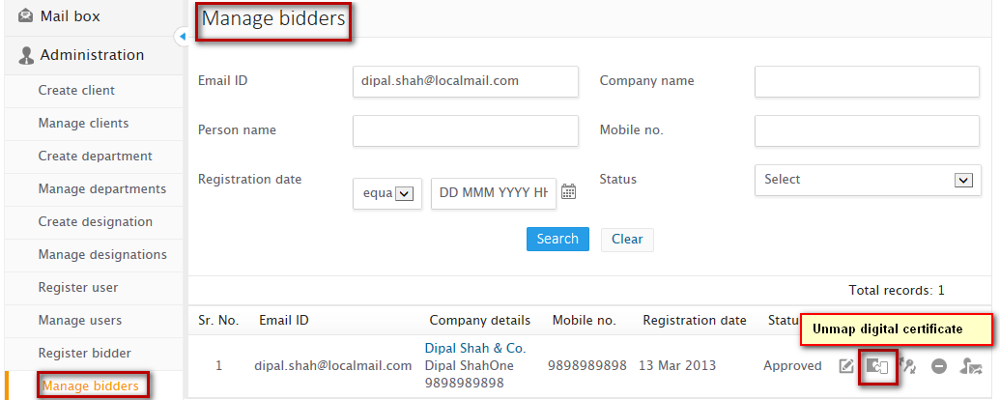 Mail box
Administration
Create client
Manage clients
Create department
Manage departments
Create designation
Manage designations
Register user
Manage users
Register bidder
Manage bidders
Manage bidders
Email ID dipal.shah@localmail.com Company name
Person name Mobile no.
Registration date equa DD MMM YYYY HH Status Select
Search Clear
Total records: 1
Sr. No. Email ID Company details Mobile no. Registration date Statu
Unmap digital certificate
1 dipal.shah@localmail.com Dipal Shah & Co. 9898989898 13 Mar 2013 Approved
Dipal ShahOne
9898989898